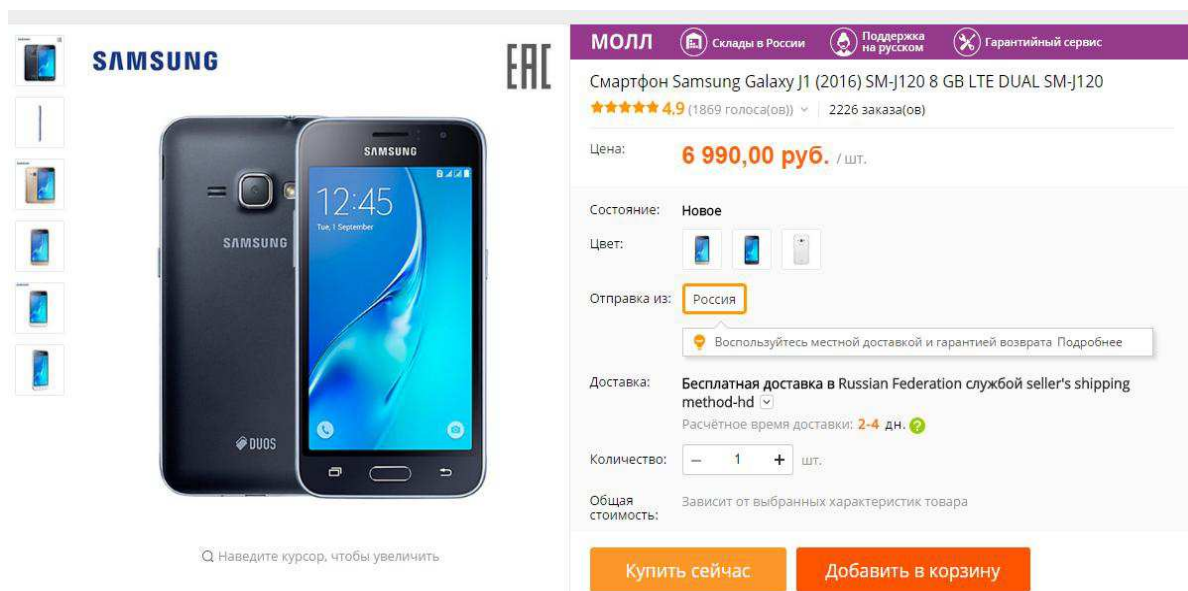 SAMSUNG
EAC
SAMSUNG
12:45
Tue, 1 September
SAMSUNG
DUOS
Наведите курсор, чтобы увеличить
МОЛЛ
Склады в России
Поддержка
на русском
Гарантийный сервис
Смартфон Samsung Galaxy J1 (2016) SM-J120 8 GB LTE DUAL SM-J120
4.9 (1869 голоса(ов)) 2226 заказа(ов)
Цена: 6 990,00 руб. / шт.
Состояние: Новое
Цвет:
Отправка из: Россия
Воспользуйтесь местной доставкой и гарантией возврата Подробнее
Доставка: Бесплатная доставка в Russian Federation службой seller's shipping
method-hd
Расчётное время доставки: 2-4 дн. ?
Количество: – 1 + шт.
Общая
стоимость: Зависит от выбранных характеристик товара
Купить сейчас
Добавить в корзину